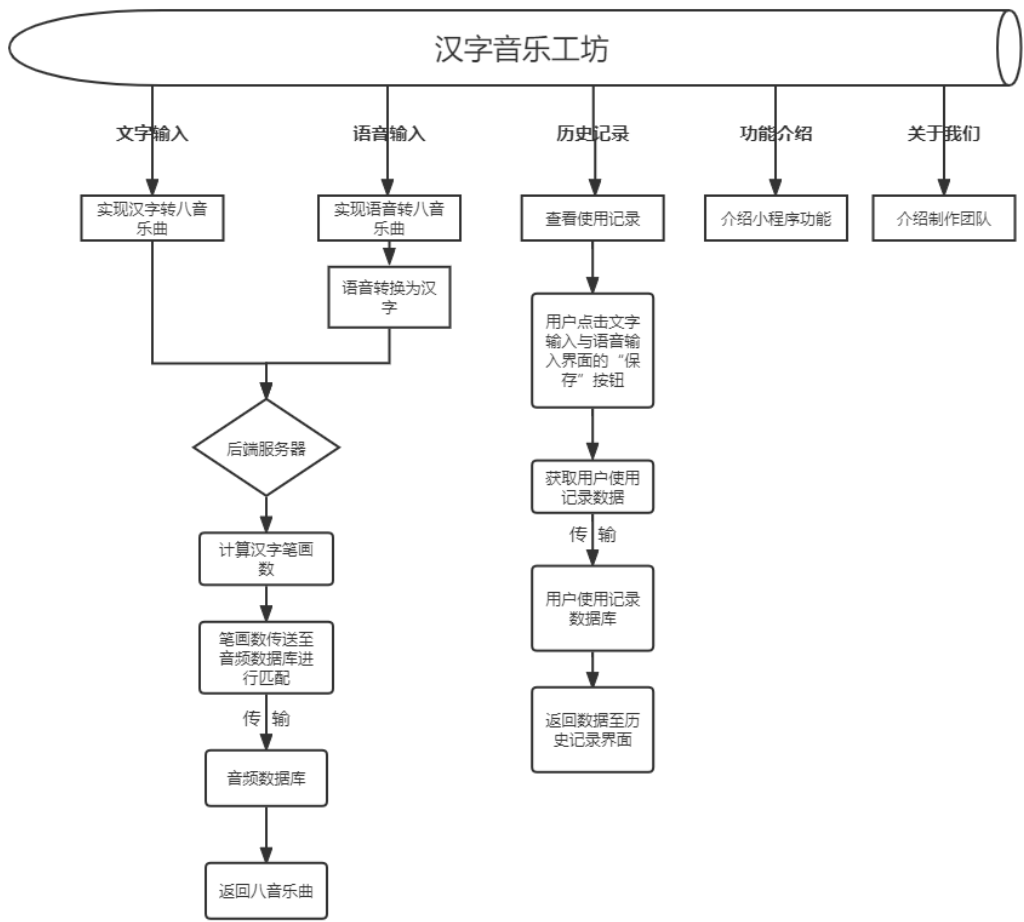 汉字音乐工坊
文字输入
语音输入
历史记录
功能介绍
关于我们
实现汉字转八音
乐曲
实现语音转八音
乐曲
查看使用记录
介绍小程序功能
介绍制作团队
语音转换为汉
字
用户点击文字
输入与语音输
入界面的“保
存”按钮
后端服务器
获取用户使用
记录数据
传 输
计算汉字笔画
数
用户使用记录
数据库
笔画数传送至
音频数据库进
行匹配
传 输
返回数据至历
史记录界面
音频数据库
返回八音乐曲